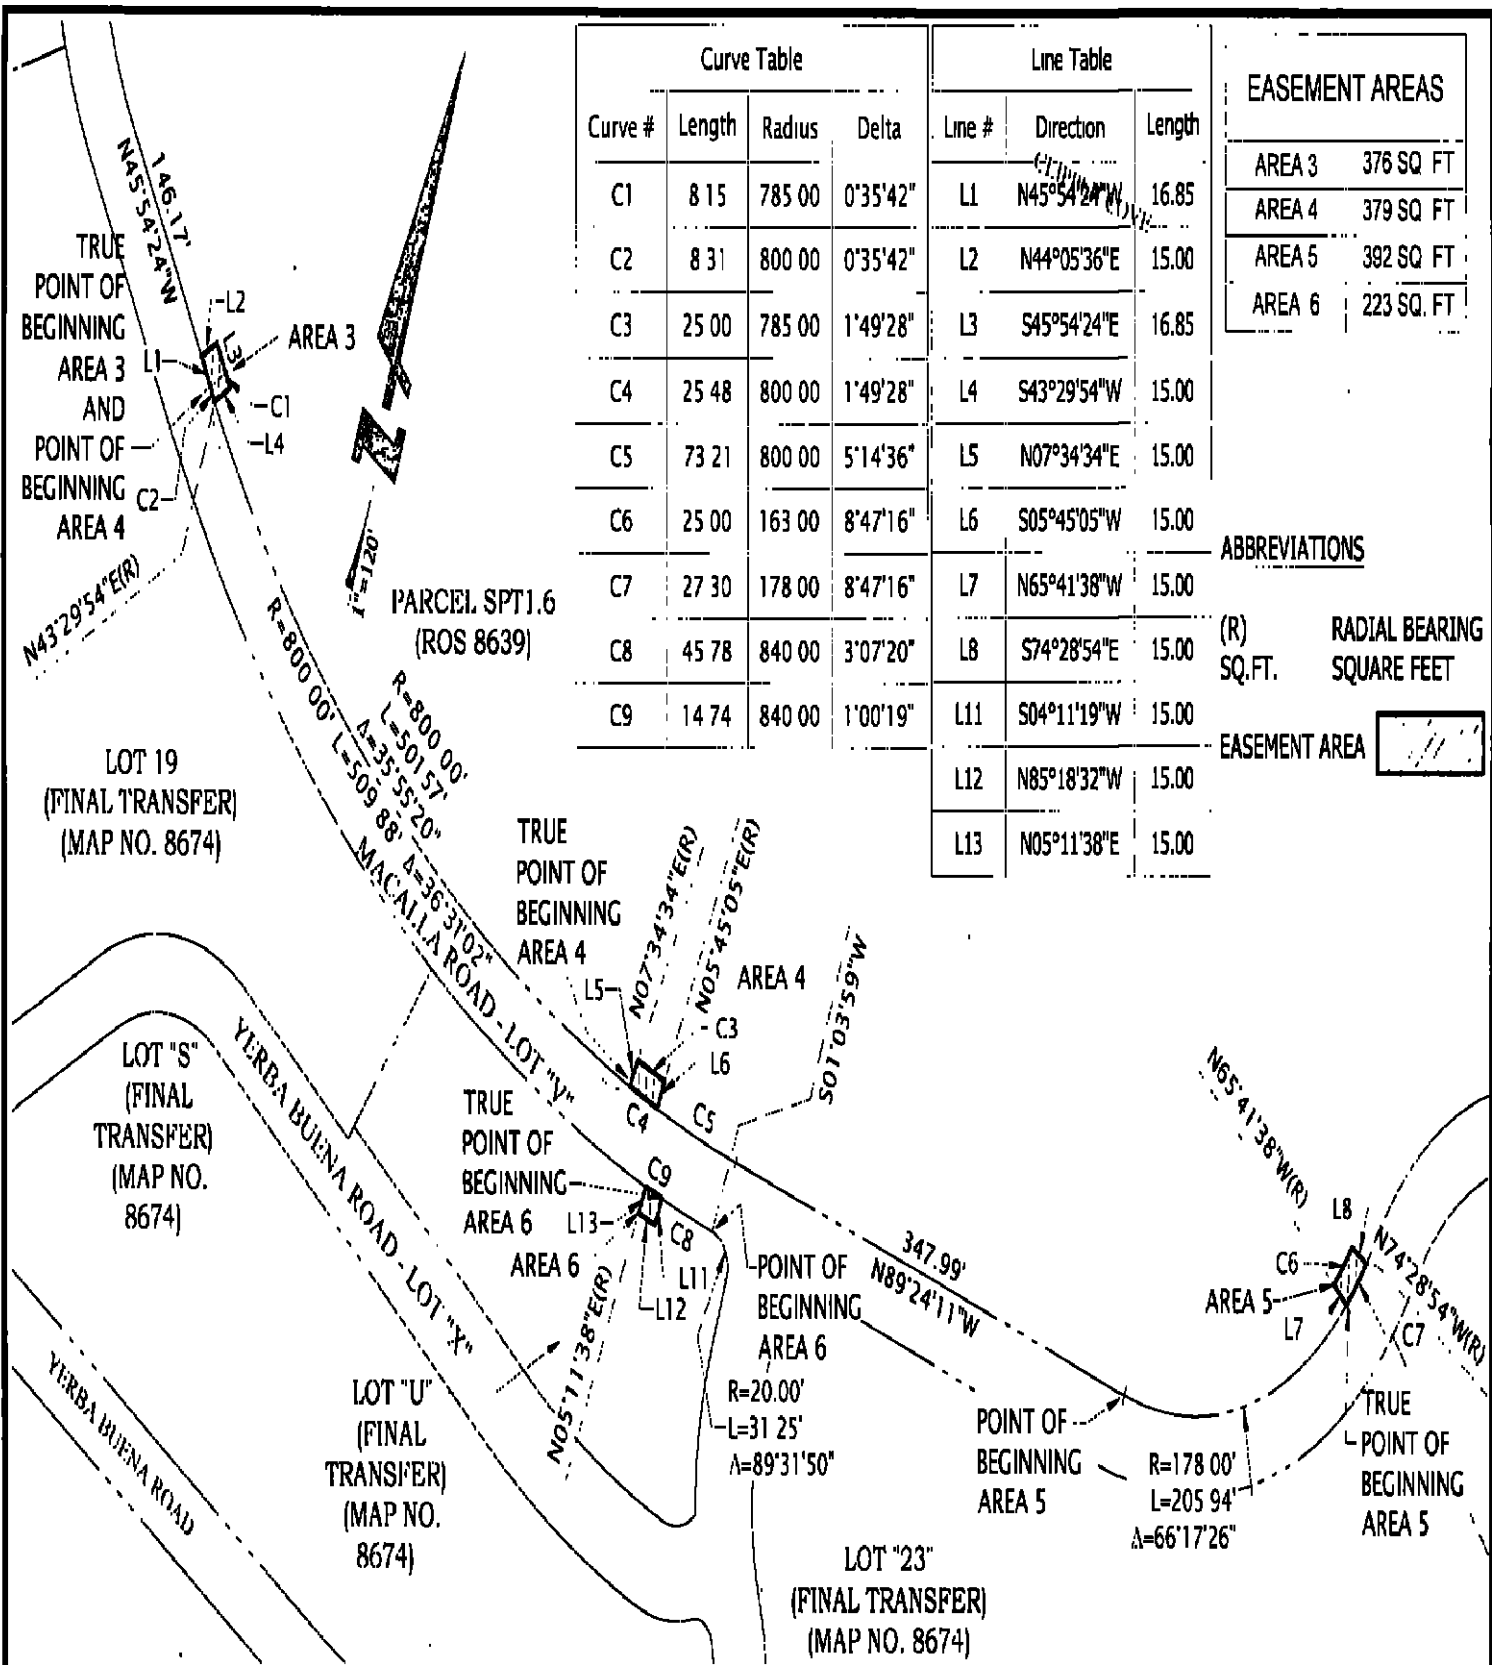 Curve Table
Curve # Length Radius Delta
C1 8 15 785 00 0°35'42"
C2 8 31 800 00 0°35'42"
C3 25 00 785 00 1°49'28"
C4 25 48 800 00 1°49'28"
C5 73 21 800 00 5°14'36"
C6 25 00 163 00 8°47'16"
C7 27 30 178 00 8°47'16"
C8 45 78 840 00 3°07'20"
C9 14 74 840 00 1°00'19"
Line Table
Line # Direction Length
L1 N45°54'24"W 16.85
L2 N44°05'36"E 15.00
L3 S45°54'24"E 16.85
L4 S43°29'54"W 15.00
L5 N07°34'34"E 15.00
L6 S05°45'05"W 15.00
L7 N65°41'38"W 15.00
L8 S74°28'54"E 15.00
L11 S04°11'19"W 15.00
L12 N85°18'32"W 15.00
L13 N05°11'38"E 15.00
EASEMENT AREAS
AREA 3 376 SQ FT
AREA 4 379 SQ FT
AREA 5 392 SQ FT
AREA 6 223 SQ. FT
ABBREVIATIONS
(R) RADIAL BEARING
SQ.FT. SQUARE FEET
EASEMENT AREA
146.17'
N45°54'24"W
TRUE
POINT OF
BEGINNING
AREA 3
AND
POINT OF
BEGINNING
AREA 4
L2
L3
AREA 3
L1
C1
L4
C2
N43°29'54"E(R)
Z
1"=120'
PARCEL SPT1.6
(ROS 8639)
R=800 00'
L=501 57'
Δ=35°55'20"
R=800 00' L=509 88' Δ=36°31'02"
MACALLA ROAD - LOT "V"
LOT 19
(FINAL TRANSFER)
(MAP NO. 8674)
TRUE
POINT OF
BEGINNING
AREA 4
L5
N07°34'34"E(R)
N05°45'05"E(R)
AREA 4
C3
L6
C4
C5
S01°03'59"W
LOT "S"
(FINAL
TRANSFER)
(MAP NO.
8674)
YERBA BUENA ROAD - LOT "X"
TRUE
POINT OF
BEGINNING
AREA 6
C9
L13
C8
AREA 6
L11
L12
N05°11'38"E(R)
POINT OF
BEGINNING
AREA 6
R=20.00'
L=31 25'
Δ=89°31'50"
347.99'
N89°24'11"W
N65°41'38"W(R)
L8
C6
N74°28'54"W(R)
AREA 5
L7
C7
TRUE
POINT OF
BEGINNING
AREA 5
POINT OF
BEGINNING
AREA 5
R=178 00'
L=205 94'
Δ=66°17'26"
YERBA BUENA ROAD
LOT "U"
(FINAL
TRANSFER)
(MAP NO.
8674)
LOT "23"
(FINAL TRANSFER)
(MAP NO. 8674)